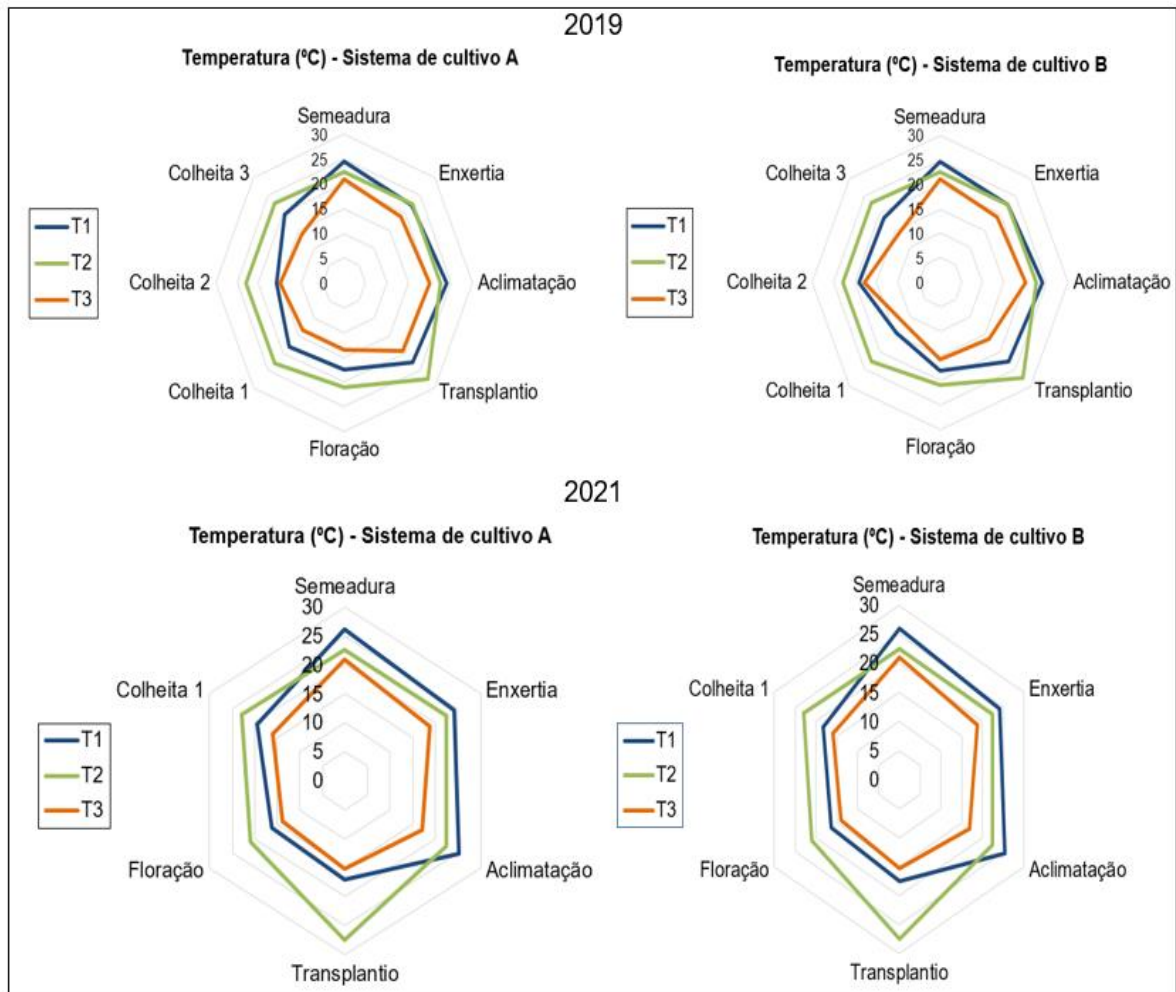 2019
Temperatura (ºC) - Sistema de cultivo A
Semeadura
30
25
20
15
10
5
0
Enxertia
Aclimatação
Transplantio
Floração
Colheita 1
Colheita 2
Colheita 3
T1
T2
T3
Temperatura (ºC) - Sistema de cultivo B
Semeadura
30
25
20
15
10
5
0
Enxertia
Aclimatação
Transplantio
Floração
Colheita 1
Colheita 2
Colheita 3
T1
T2
T3
2021
Temperatura (ºC) - Sistema de cultivo A
Semeadura
30
25
20
15
10
5
0
Enxertia
Aclimatação
Transplantio
Floração
Colheita 1
T1
T2
T3
Temperatura (ºC) - Sistema de cultivo B
Semeadura
30
25
20
15
10
5
0
Enxertia
Aclimatação
Transplantio
Floração
Colheita 1
T1
T2
T3